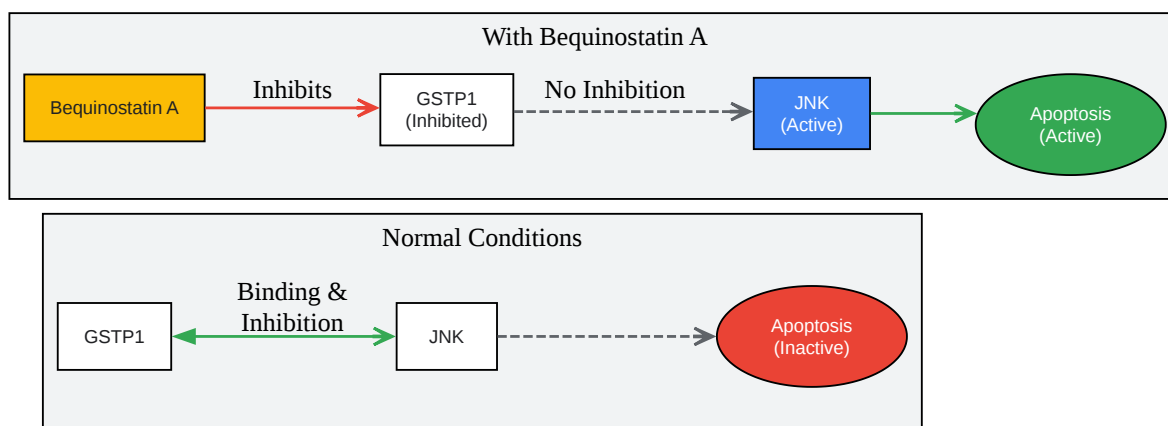 With Bequinostatin A
Bequinostatin A
Inhibits
GSTP1
(Inhibited)
No Inhibition
JNK
(Active)
Apoptosis
(Active)
Normal Conditions
GSTP1
Binding &
Inhibition
JNK
Apoptosis
(Inactive)